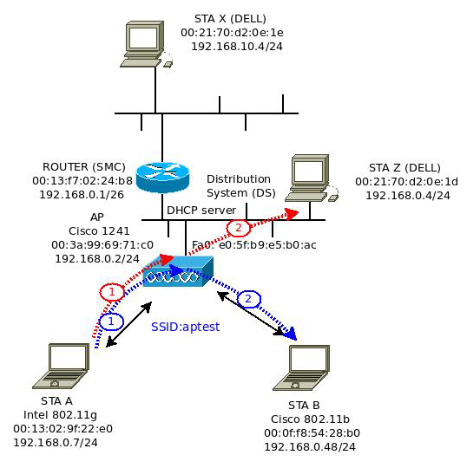 STA X (DELL)
00:21:70:d2:0e:1e
192.168.10.4/24
ROUTER (SMC)
00:13:f7:02:24:b8
192.168.0.1/26
Distribution
System (DS)
STA Z (DELL)
00:21:70:d2:0e:1d
192.168.0.4/24
DHCP server
AP
Cisco 1241
00:3a:99:69:71:c0
192.168.0.2/24
2
Fa0: e0:5f:b9:e5:b0:ac
1
1
2
SSID:aptest
STA A
Intel 802.11g
00:13:02:9f:22:e0
192.168.0.7/24
STA B
Cisco 802.11b
00:0f:f8:54:28:b0
192.168.0.48/24